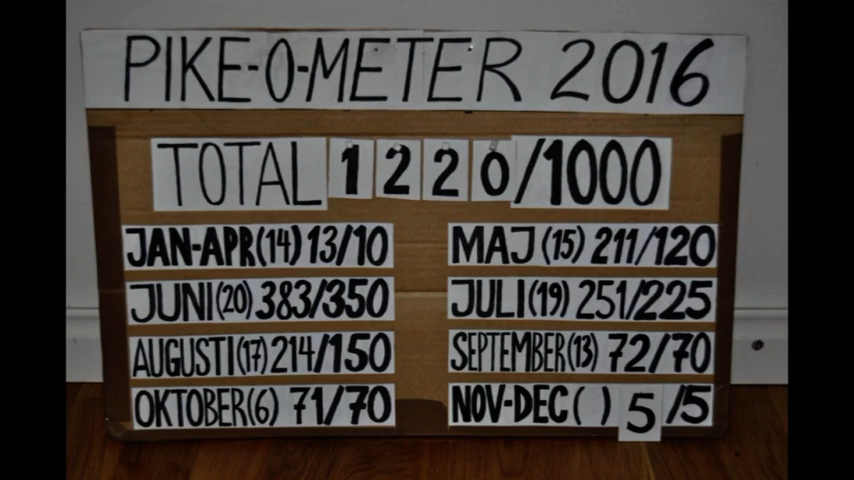 PIKE-O-METER 2016
TOTAL 1220/1000
JAN-APR(14) 13/10
MAJ (15) 211/120
JUNI(20) 383/350
JULI(19) 251/225
AUGUSTI(17) 214/150
SEPTEMBER(13) 72/70
OKTOBER(6) 71/70
NOV-DEC( ) 5/5